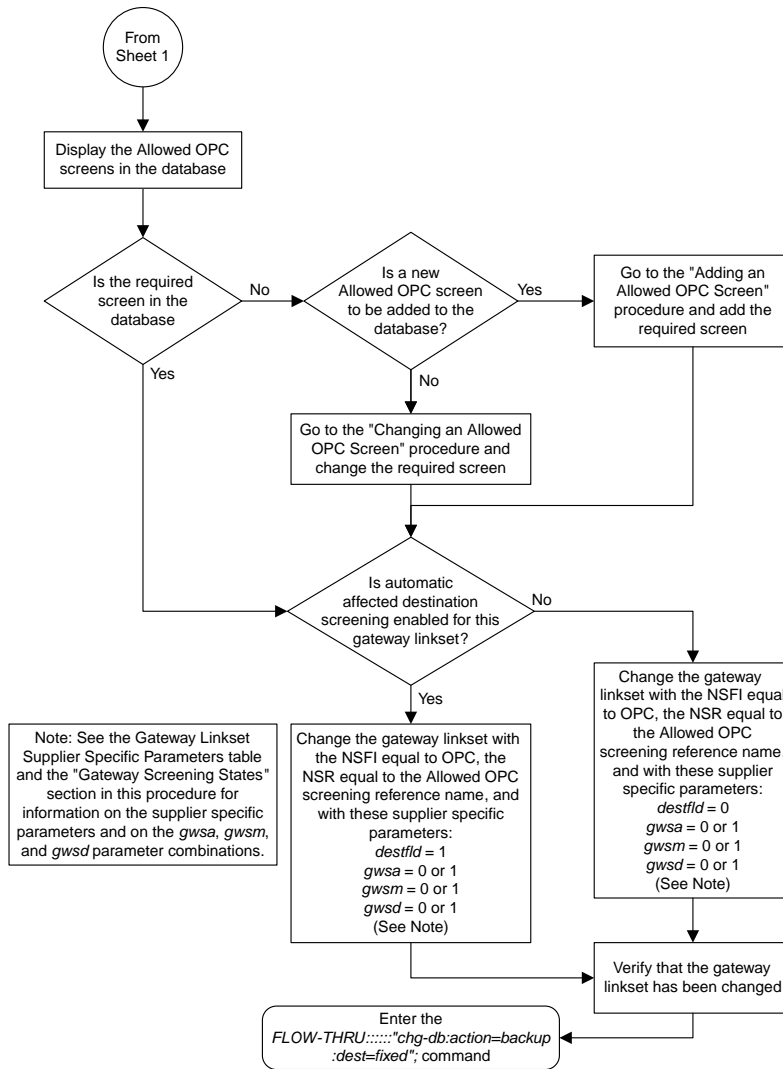 From
Sheet 1
Display the Allowed OPC
screens in the database
Is the required
screen in the
database
No
Yes
Is a new
Allowed OPC screen
to be added to the
database?
Yes
No
Go to the "Adding an
Allowed OPC Screen"
procedure and add the
required screen
Go to the "Changing an Allowed
OPC Screen" procedure and
change the required screen
Is automatic
affected destination
screening enabled for this
gateway linkset?
No
Yes
Note: See the Gateway Linkset
Supplier Specific Parameters table
and the "Gateway Screening States"
section in this procedure for
information on the supplier specific
parameters and on the gwsa, gwsm,
and gwsd parameter combinations.
Change the gateway linkset with
the NSFI equal to OPC, the
NSR equal to the Allowed OPC
screening reference name, and
with these supplier specific
parameters:
destfld = 1
gwsa = 0 or 1
gwsm = 0 or 1
gwsd = 0 or 1
(See Note)
Change the gateway
linkset with the NSFI equal
to OPC, the NSR equal to
the Allowed OPC
screening reference name,
and with these supplier
specific parameters:
destfld = 0
gwsa = 0 or 1
gwsm = 0 or 1
gwsd = 0 or 1
(See Note)
Verify that the gateway
linkset has been changed
Enter the
FLOW-THRU::::::"chg-db:action=backup
:dest=fixed"; command